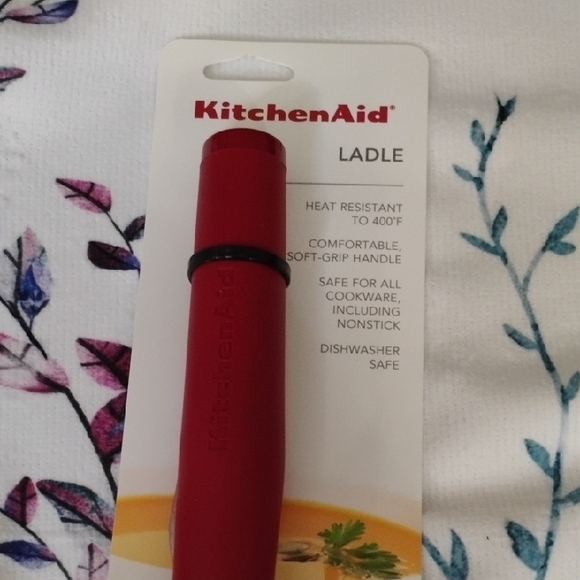 KitchenAid®
LADLE
HEAT RESISTANT
TO 400°F
COMFORTABLE,
SOFT-GRIP HANDLE
SAFE FOR ALL
COOKWARE,
INCLUDING
NONSTICK
DISHWASHER
SAFE
KitchenAid